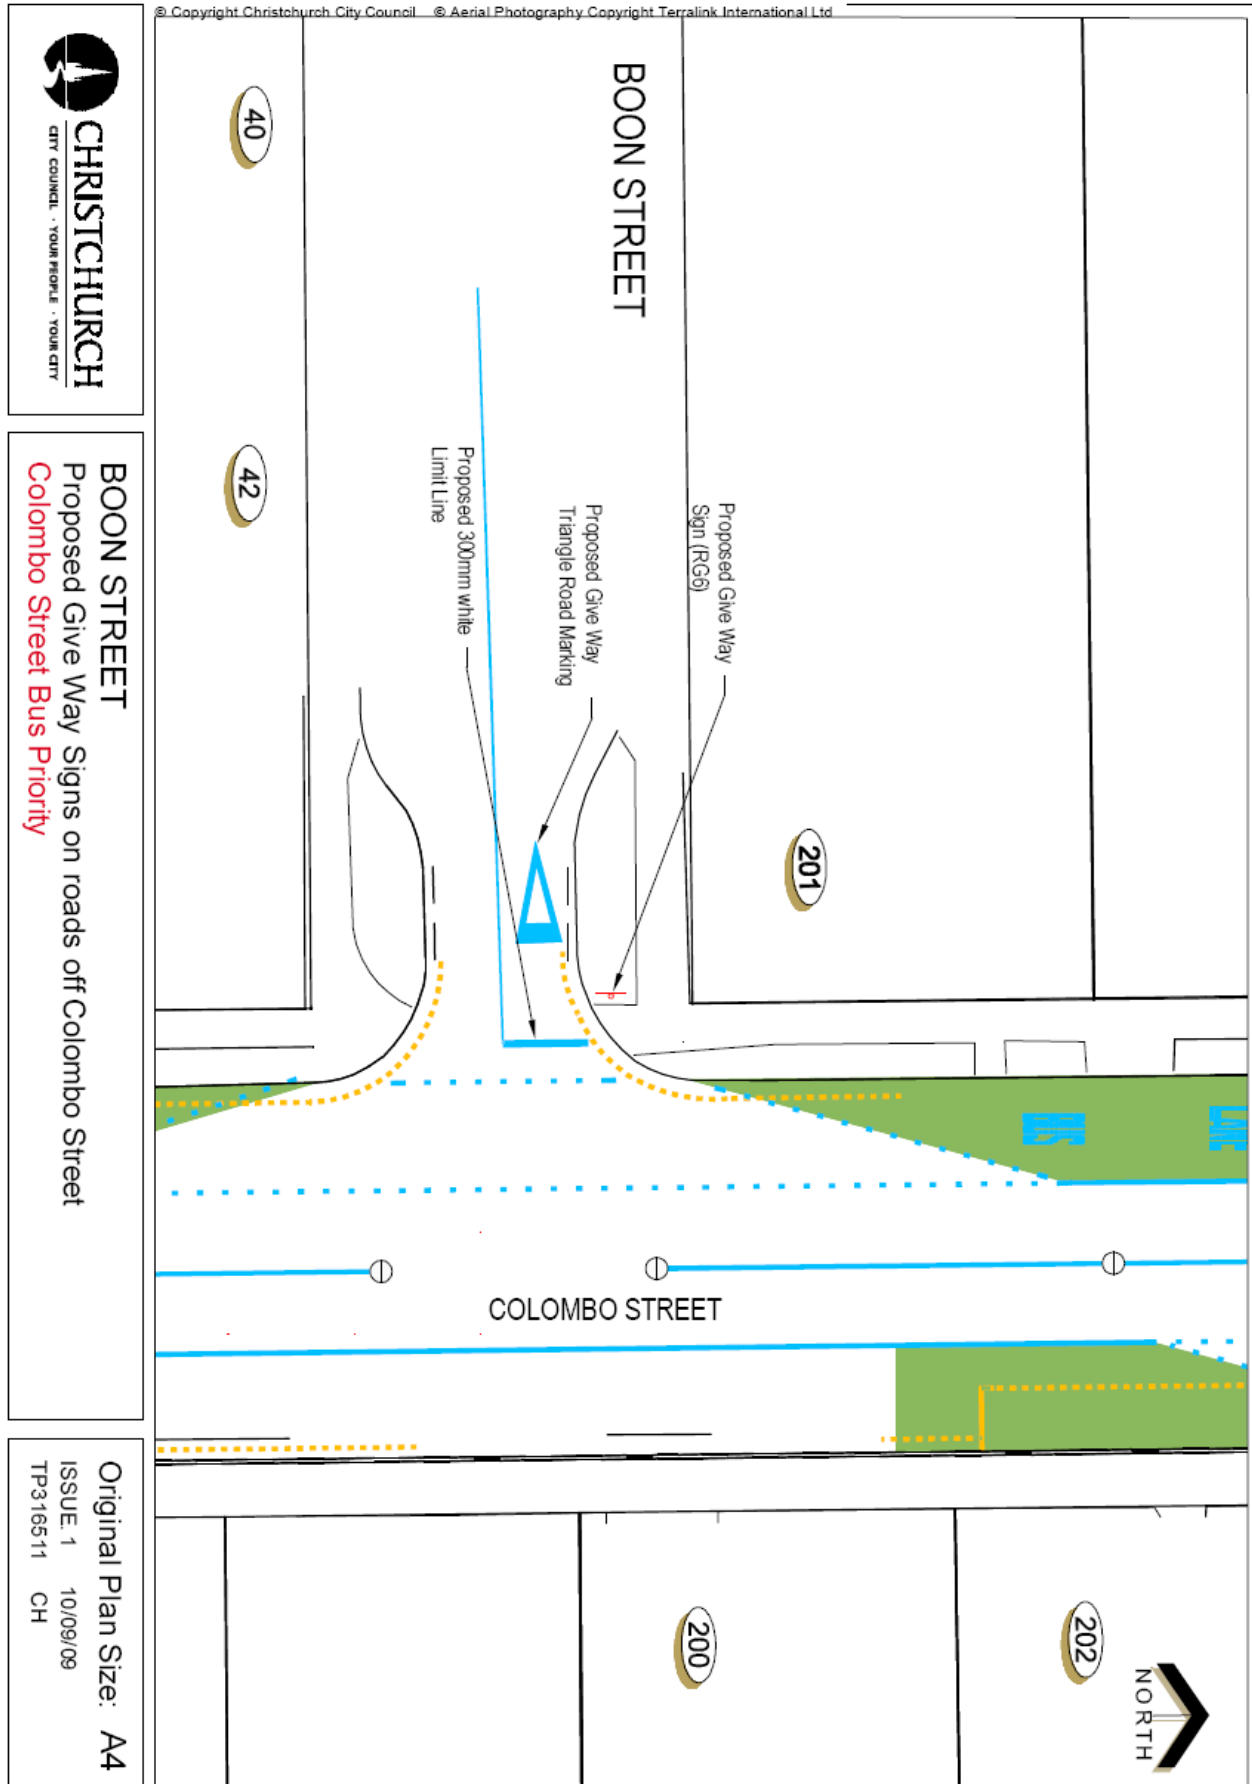 © Copyright Christchurch City Council © Aerial Photography Copyright Terralink International Ltd
BOON STREET
40
42
201
Proposed Give Way
Sign (RG6)
Proposed Give Way
Triangle Road Marking
Proposed 300mm white
Limit Line
BUS
LANE
COLOMBO STREET
200
202
NORTH
CHRISTCHURCH
CITY COUNCIL · YOUR PEOPLE · YOUR CITY
BOON STREET
Proposed Give Way Signs on roads off Colombo Street
Colombo Street Bus Priority
Original Plan Size: A4
ISSUE. 1 10/09/09
TP316511 CH